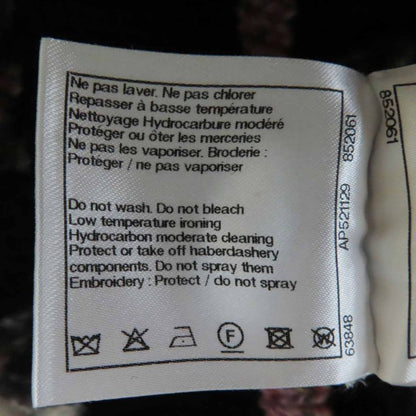 Ne pas laver. Ne pas chlorer
Repasser à basse température
Nettoyage Hydrocarbure modéré
Protéger ou ôter les merceries
Ne pas les vaporiser. Broderie :
Protéger / ne pas vaporiser
Do not wash. Do not bleach
Low temperature ironing
Hydrocarbon moderate cleaning
Protect or take off haberdashery
components. Do not spray them
Embroidery : Protect / do not spray
F
W
63848 AP521129 852061
852061